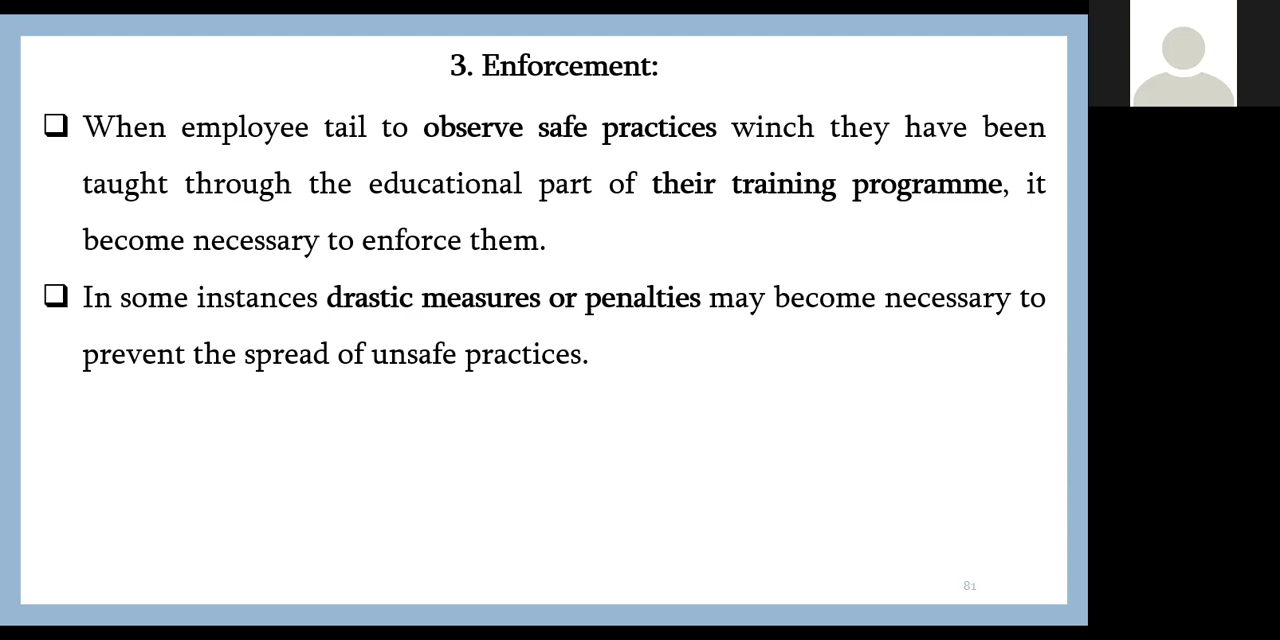 3. Enforcement:
❑ When employee tail to observe safe practices winch they have been
taught through the educational part of their training programme, it
become necessary to enforce them.
❑ In some instances drastic measures or penalties may become necessary to
prevent the spread of unsafe practices.
81